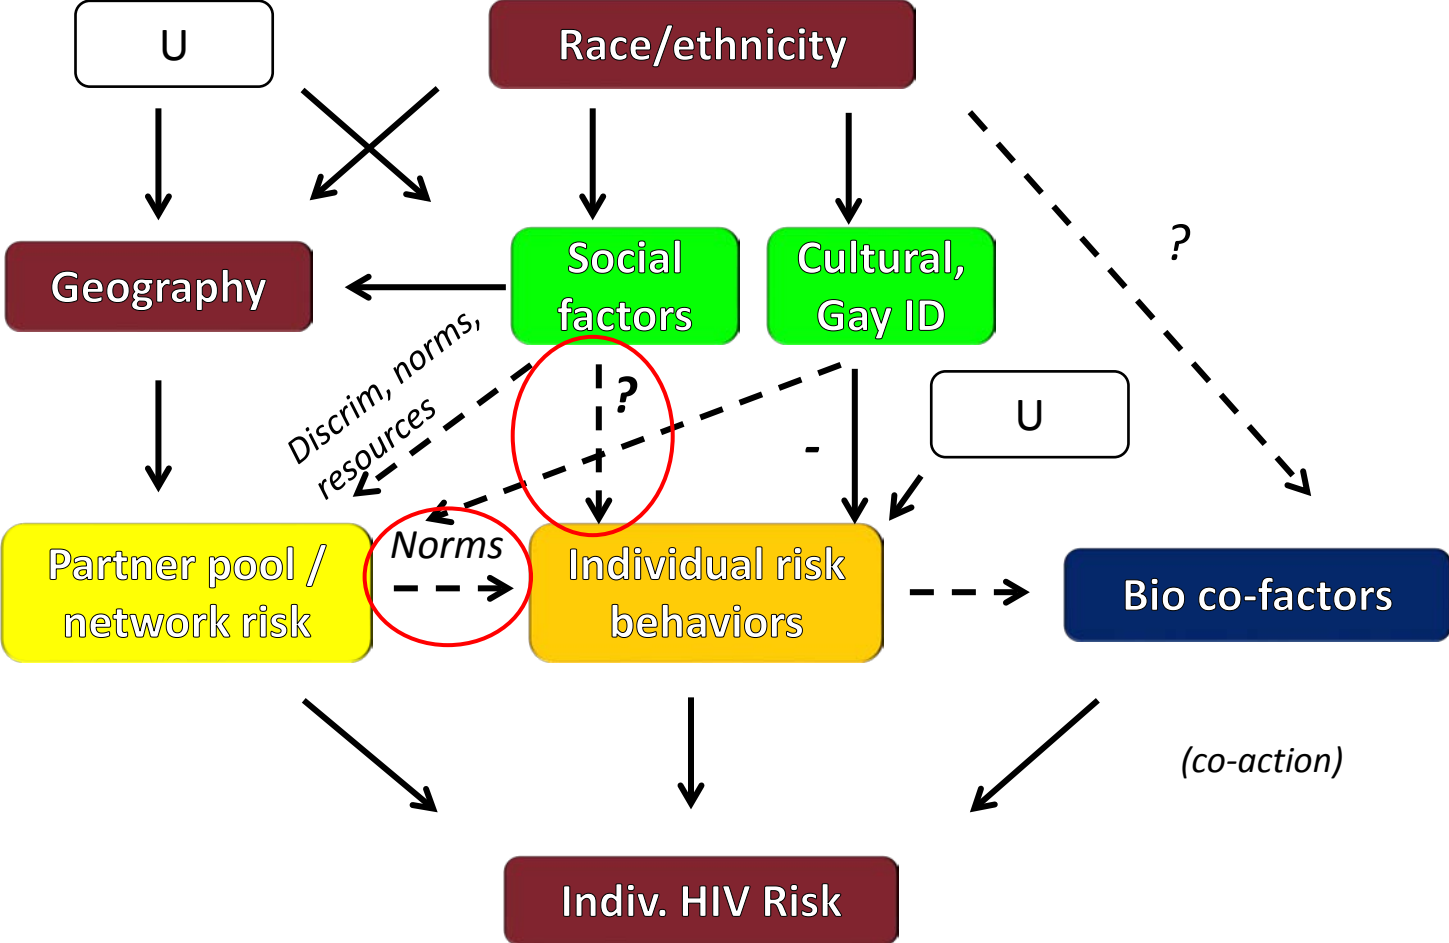 U
Race/ethnicity
?
Geography
Social
factors
Cultural,
Gay ID
Discrim, norms,
resources
?
-
U
Norms
Partner pool /
network risk
Individual risk
behaviors
Bio co-factors
(co-action)
Indiv. HIV Risk